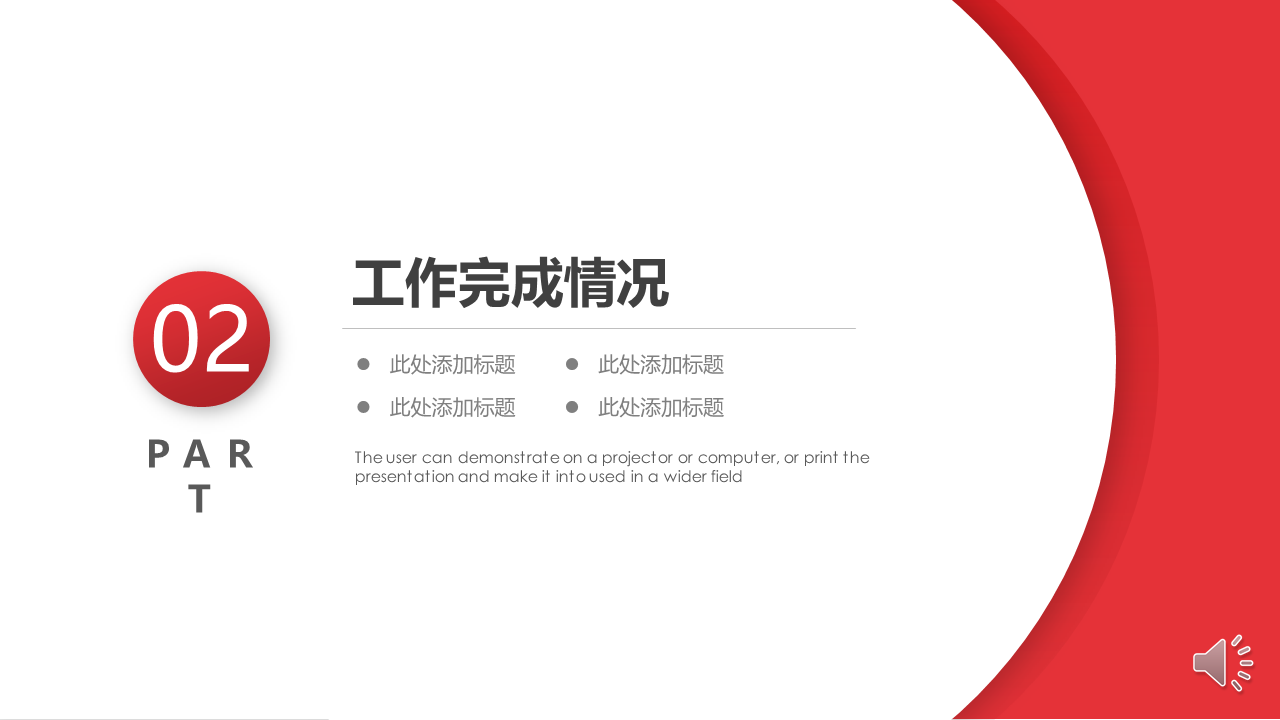 02
P A R
T
工作完成情况
● 此处添加标题 ● 此处添加标题
● 此处添加标题 ● 此处添加标题
The user can demonstrate on a projector or computer, or print the
presentation and make it into used in a wider field